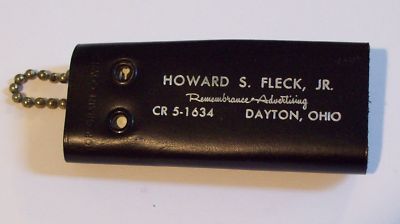 HOWARD S. FLECK, JR.
Remembrance Advertising
CR 5-1634 DAYTON, OHIO